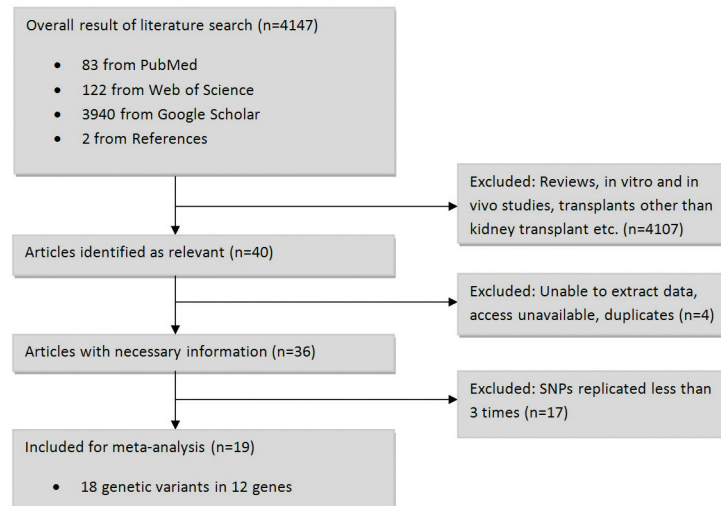 Overall result of literature search (n=4147)
• 83 from PubMed
• 122 from Web of Science
• 3940 from Google Scholar
• 2 from References
Excluded: Reviews, in vitro and in
vivo studies, transplants other than
kidney transplant etc. (n=4107)
Articles identified as relevant (n=40)
Excluded: Unable to extract data,
access unavailable, duplicates (n=4)
Articles with necessary information (n=36)
Excluded: SNPs replicated less than
3 times (n=17)
Included for meta-analysis (n=19)
• 18 genetic variants in 12 genes